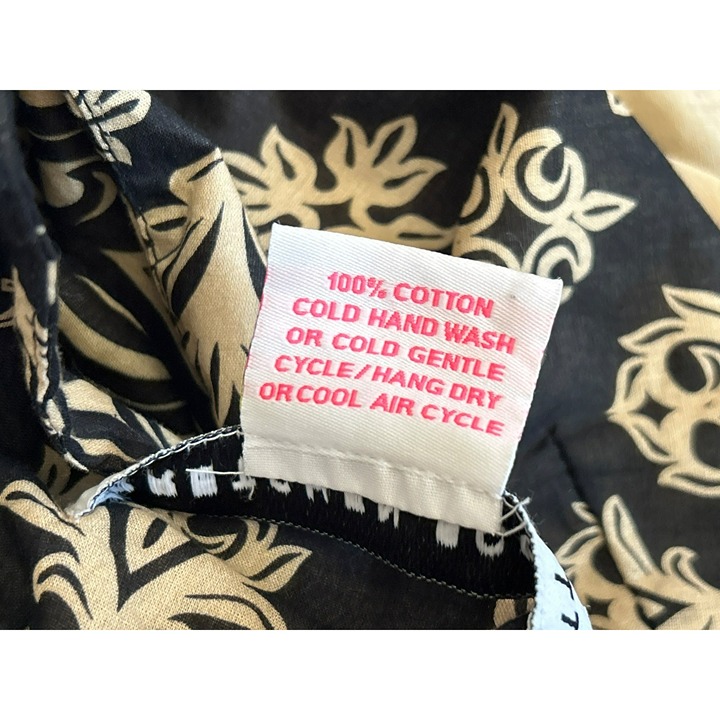 100% COTTON
COLD HAND WASH
OR COLD GENTLE
CYCLE/HANG DRY
OR COOL AIR CYCLE